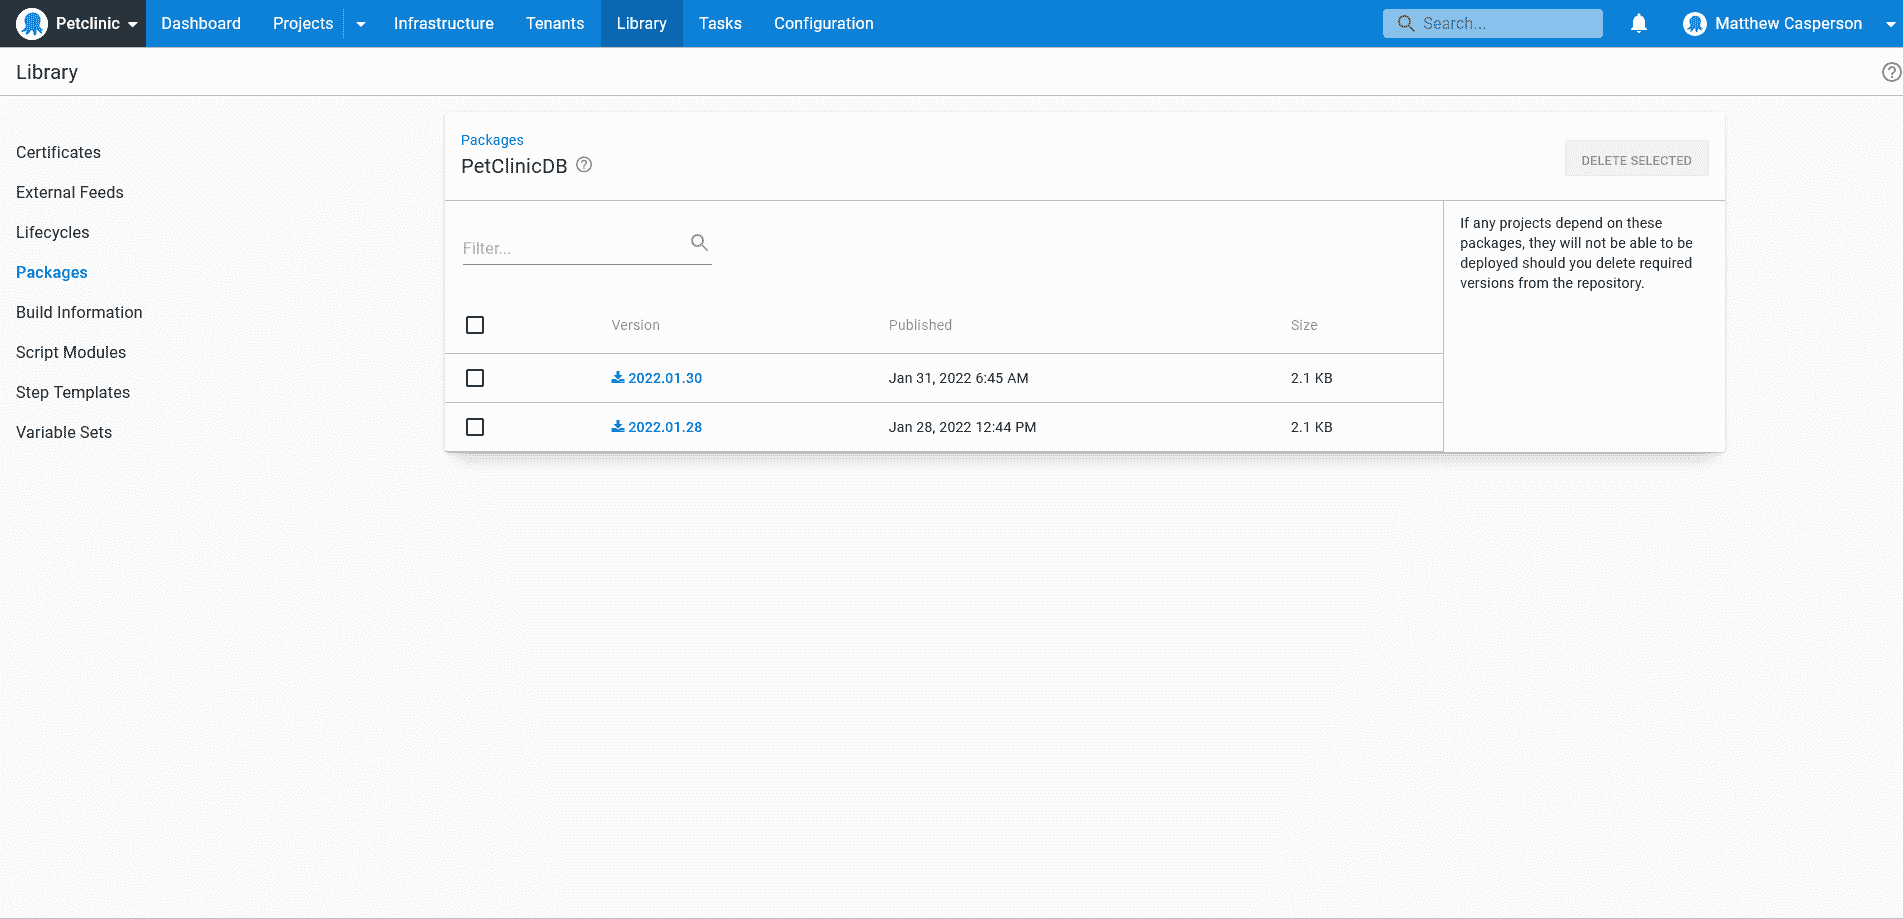 Petclinic Dashboard Projects Infrastructure Tenants Library Tasks Configuration Search... Matthew Casperson
Library
Certificates
External Feeds
Lifecycles
Packages
Build Information
Script Modules
Step Templates
Variable Sets
Packages
PetClinicDB
DELETE SELECTED
Filter...
Version Published Size
2022.01.30 Jan 31, 2022 6:45 AM 2.1 KB
2022.01.28 Jan 28, 2022 12:44 PM 2.1 KB
If any projects depend on these
packages, they will not be able to be
deployed should you delete required
versions from the repository.